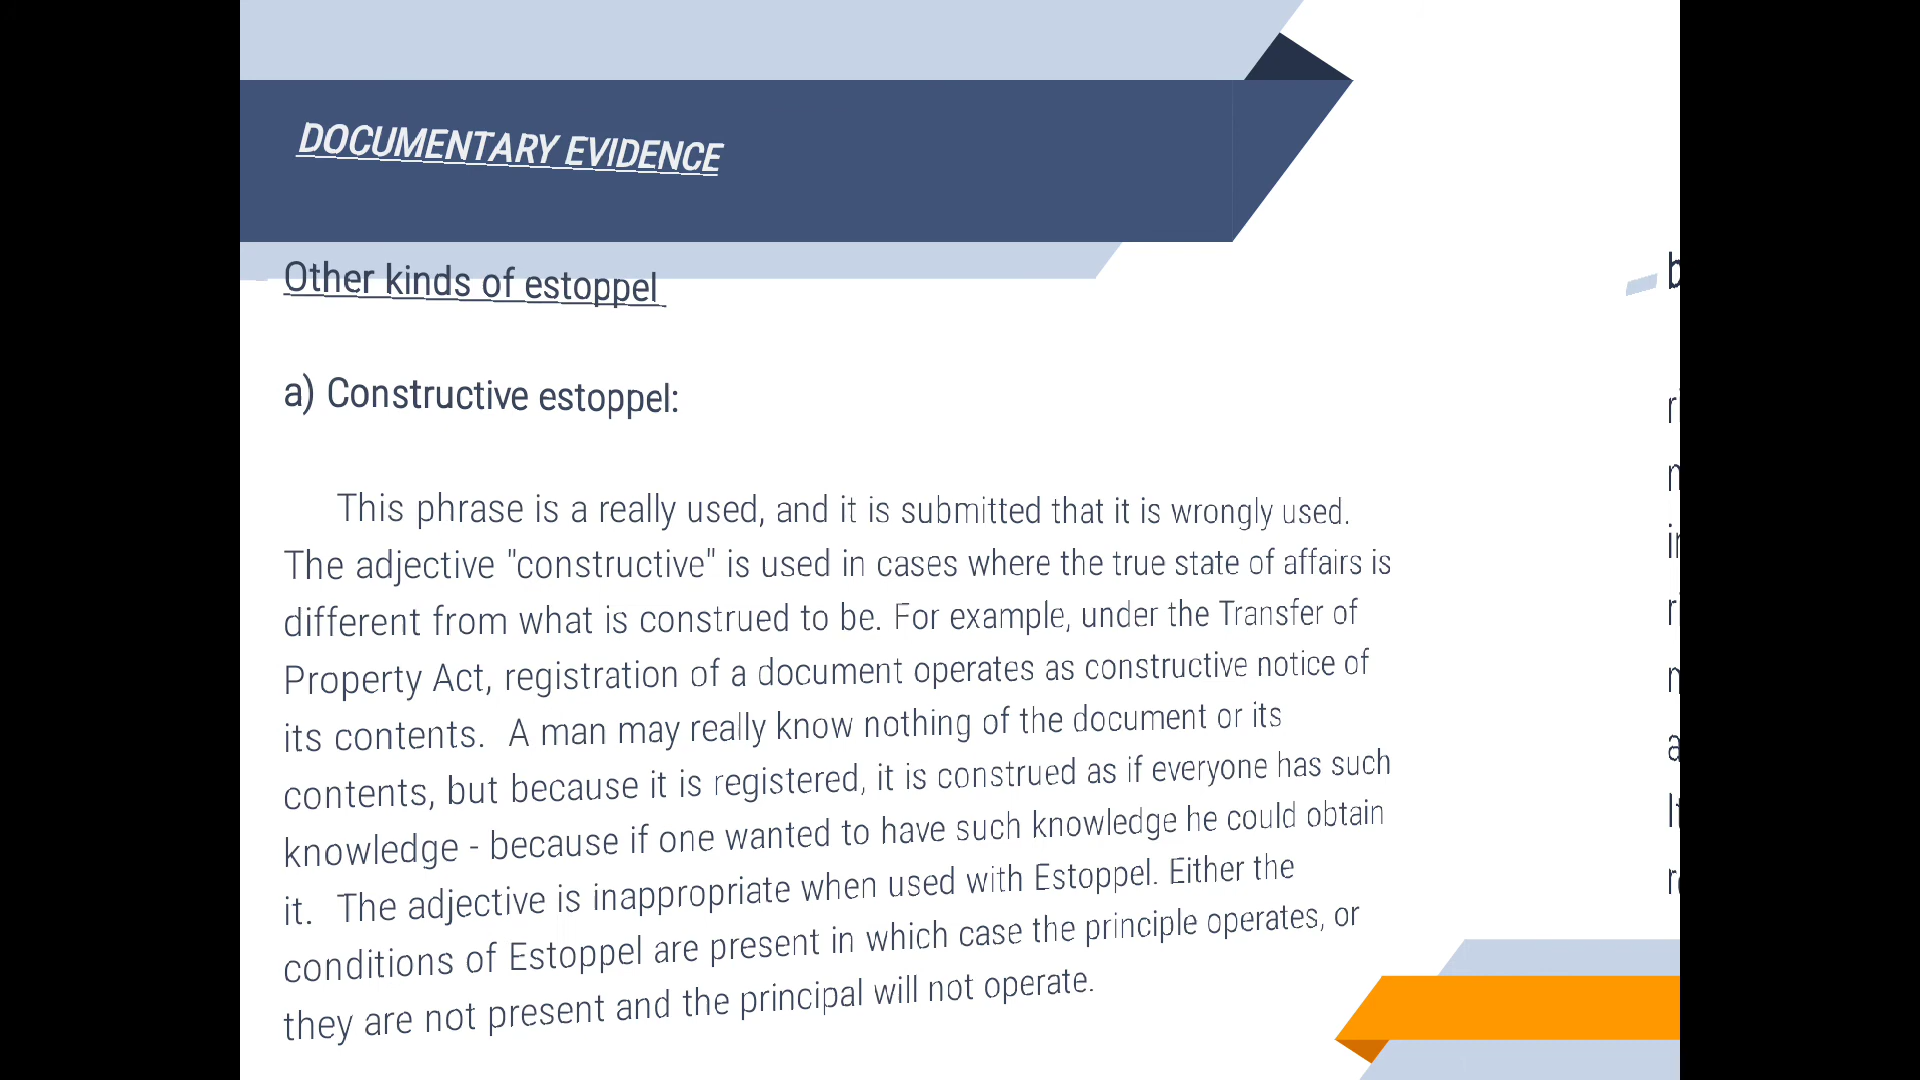 DOCUMENTARY EVIDENCE
Other kinds of estoppel
a) Constructive estoppel:
This phrase is a really used, and it is submitted that it is wrongly used.
The adjective "constructive" is used in cases where the true state of affairs is
different from what is construed to be. For example, under the Transfer of
Property Act, registration of a document operates as constructive notice of
its contents. A man may really know nothing of the document or its
contents, but because it is registered, it is construed as if everyone has such
knowledge - because if one wanted to have such knowledge he could obtain
it. The adjective is inappropriate when used with Estoppel. Either the
conditions of Estoppel are present in which case the principle operates, or
they are not present and the principal will not operate.